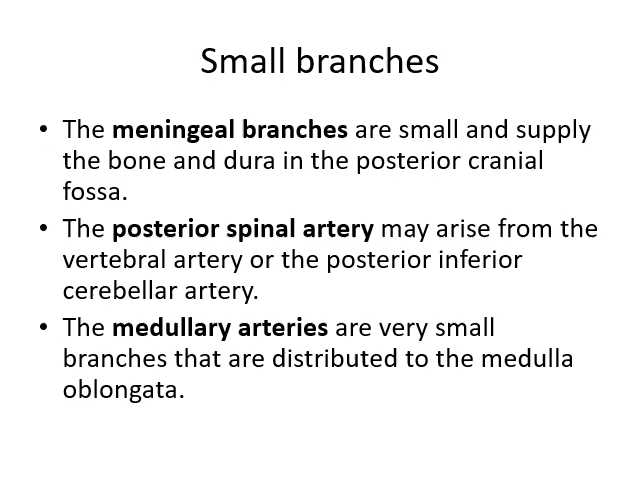 Small branches
• The meningeal branches are small and supply
the bone and dura in the posterior cranial
fossa.
• The posterior spinal artery may arise from the
vertebral artery or the posterior inferior
cerebellar artery.
• The medullary arteries are very small
branches that are distributed to the medulla
oblongata.